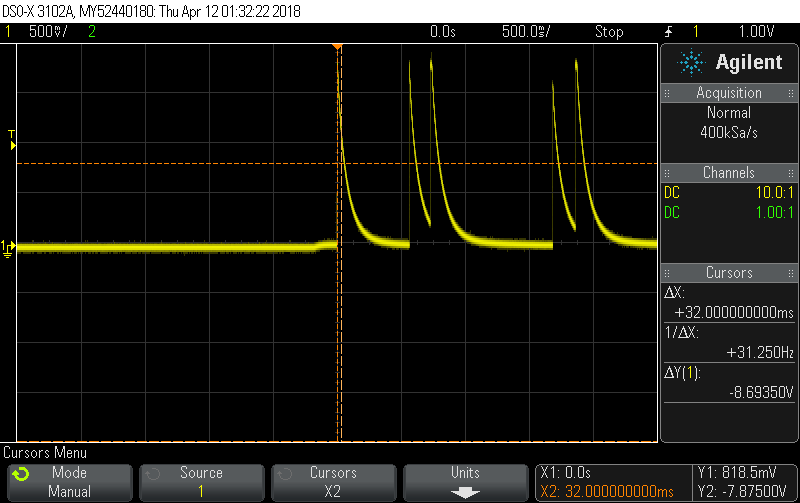 DSO-X 3102A, MY52440180: Thu Apr 12 01:32:22 2018
1 500mV/ 2 0.0s 500.0ms/ Stop 1 1.00V
Agilent
Acquisition
Normal
400kSa/s
Channels
DC 10.0:1
DC 1.00:1
Cursors
ΔX:
+32.000000000ms
1/ΔX:
+31.250Hz
ΔY(1):
-8.69350V
T
1
Cursors Menu
Mode
Manual
Source
1
Cursors
X2
Units
X1: 0.0s
X2: 32.000000000ms
Y1: 818.5mV
Y2: -7.87500V